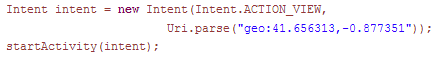 Intent intent = new Intent(Intent.ACTION_VIEW,
Uri.parse("geo:41.656313,-0.877351"));
startActivity(intent);